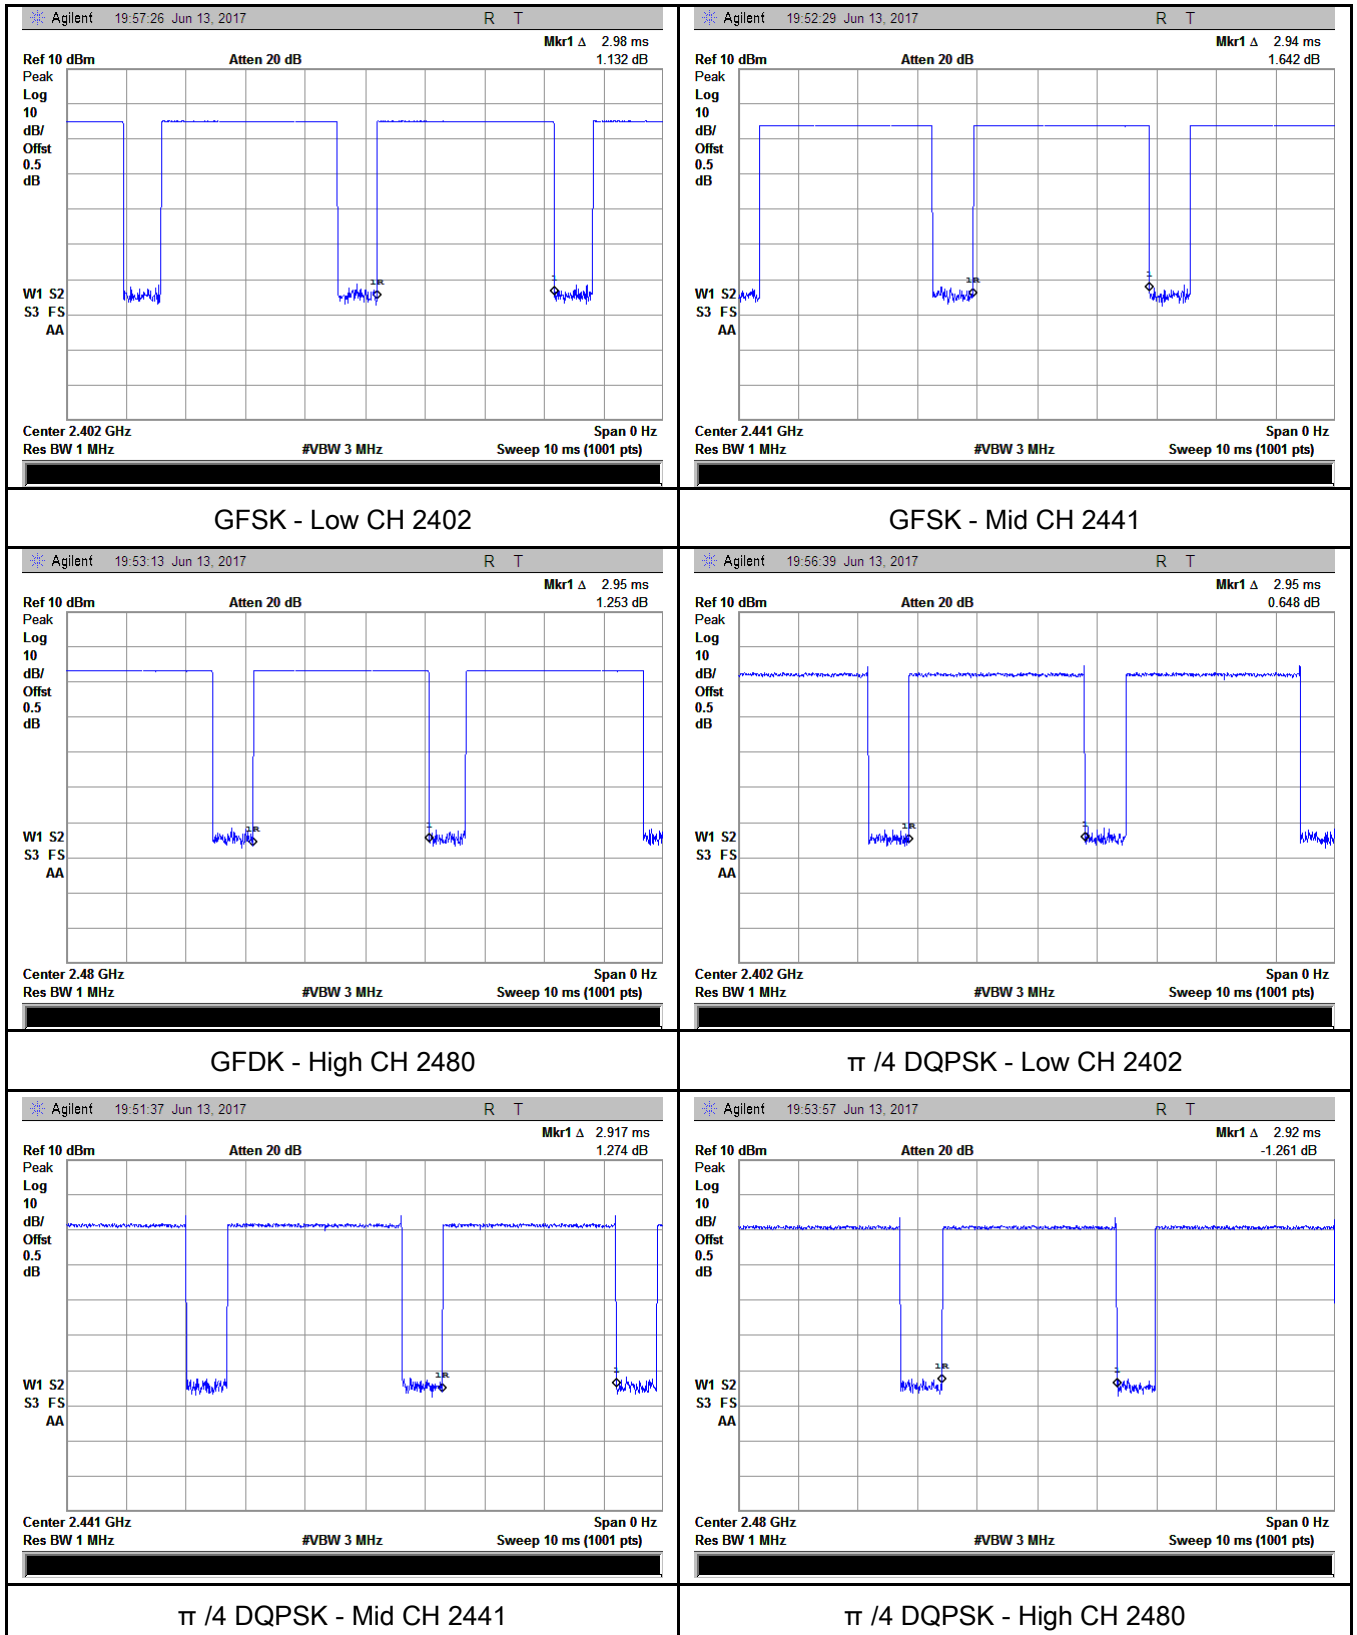 Agilent 19:57:26 Jun 13, 2017 R T
Mkr1 Δ 2.98 ms
Ref 10 dBm Atten 20 dB 1.132 dB
Peak
Log
10
dB/
Offst
0.5
dB
1R
1
W1 S2
S3 FS
AA
Center 2.402 GHz Span 0 Hz
Res BW 1 MHz #VBW 3 MHz Sweep 10 ms (1001 pts)
GFSK - Low CH 2402
Agilent 19:52:29 Jun 13, 2017 R T
Mkr1 Δ 2.94 ms
Ref 10 dBm Atten 20 dB 1.642 dB
Peak
Log
10
dB/
Offst
0.5
dB
1R
1
W1 S2
S3 FS
AA
Center 2.441 GHz Span 0 Hz
Res BW 1 MHz #VBW 3 MHz Sweep 10 ms (1001 pts)
GFSK - Mid CH 2441
Agilent 19:53:13 Jun 13, 2017 R T
Mkr1 Δ 2.95 ms
Ref 10 dBm Atten 20 dB 1.253 dB
Peak
Log
10
dB/
Offst
0.5
dB
1R
1
W1 S2
S3 FS
AA
Center 2.48 GHz Span 0 Hz
Res BW 1 MHz #VBW 3 MHz Sweep 10 ms (1001 pts)
GFDK - High CH 2480
Agilent 19:56:39 Jun 13, 2017 R T
Mkr1 Δ 2.95 ms
Ref 10 dBm Atten 20 dB 0.648 dB
Peak
Log
10
dB/
Offst
0.5
dB
1R
1
W1 S2
S3 FS
AA
Center 2.402 GHz Span 0 Hz
Res BW 1 MHz #VBW 3 MHz Sweep 10 ms (1001 pts)
π /4 DQPSK - Low CH 2402
Agilent 19:51:37 Jun 13, 2017 R T
Mkr1 Δ 2.917 ms
Ref 10 dBm Atten 20 dB 1.274 dB
Peak
Log
10
dB/
Offst
0.5
dB
1R
1
W1 S2
S3 FS
AA
Center 2.441 GHz Span 0 Hz
Res BW 1 MHz #VBW 3 MHz Sweep 10 ms (1001 pts)
π /4 DQPSK - Mid CH 2441
Agilent 19:53:57 Jun 13, 2017 R T
Mkr1 Δ 2.92 ms
Ref 10 dBm Atten 20 dB -1.261 dB
Peak
Log
10
dB/
Offst
0.5
dB
1R
1
W1 S2
S3 FS
AA
Center 2.48 GHz Span 0 Hz
Res BW 1 MHz #VBW 3 MHz Sweep 10 ms (1001 pts)
π /4 DQPSK - High CH 2480